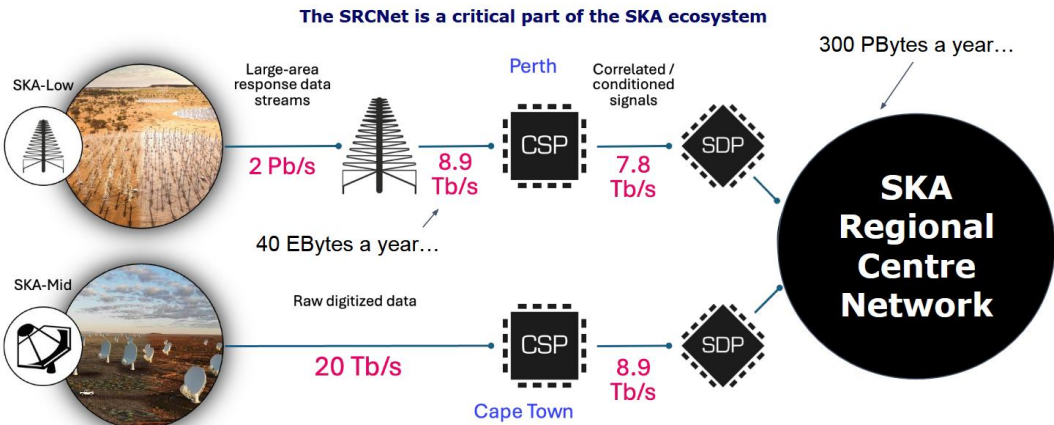 The SRCNet is a critical part of the SKA ecosystem
300 PBytes a year…
SKA-Low
Large-area
response data
streams
Perth
Correlated /
conditioned
signals
2 Pb/s
8.9
Tb/s
CSP
7.8
Tb/s
SDP
40 EBytes a year…
SKA
Regional
Centre
Network
SKA-Mid
Raw digitized data
20 Tb/s
CSP
8.9
Tb/s
SDP
Cape Town